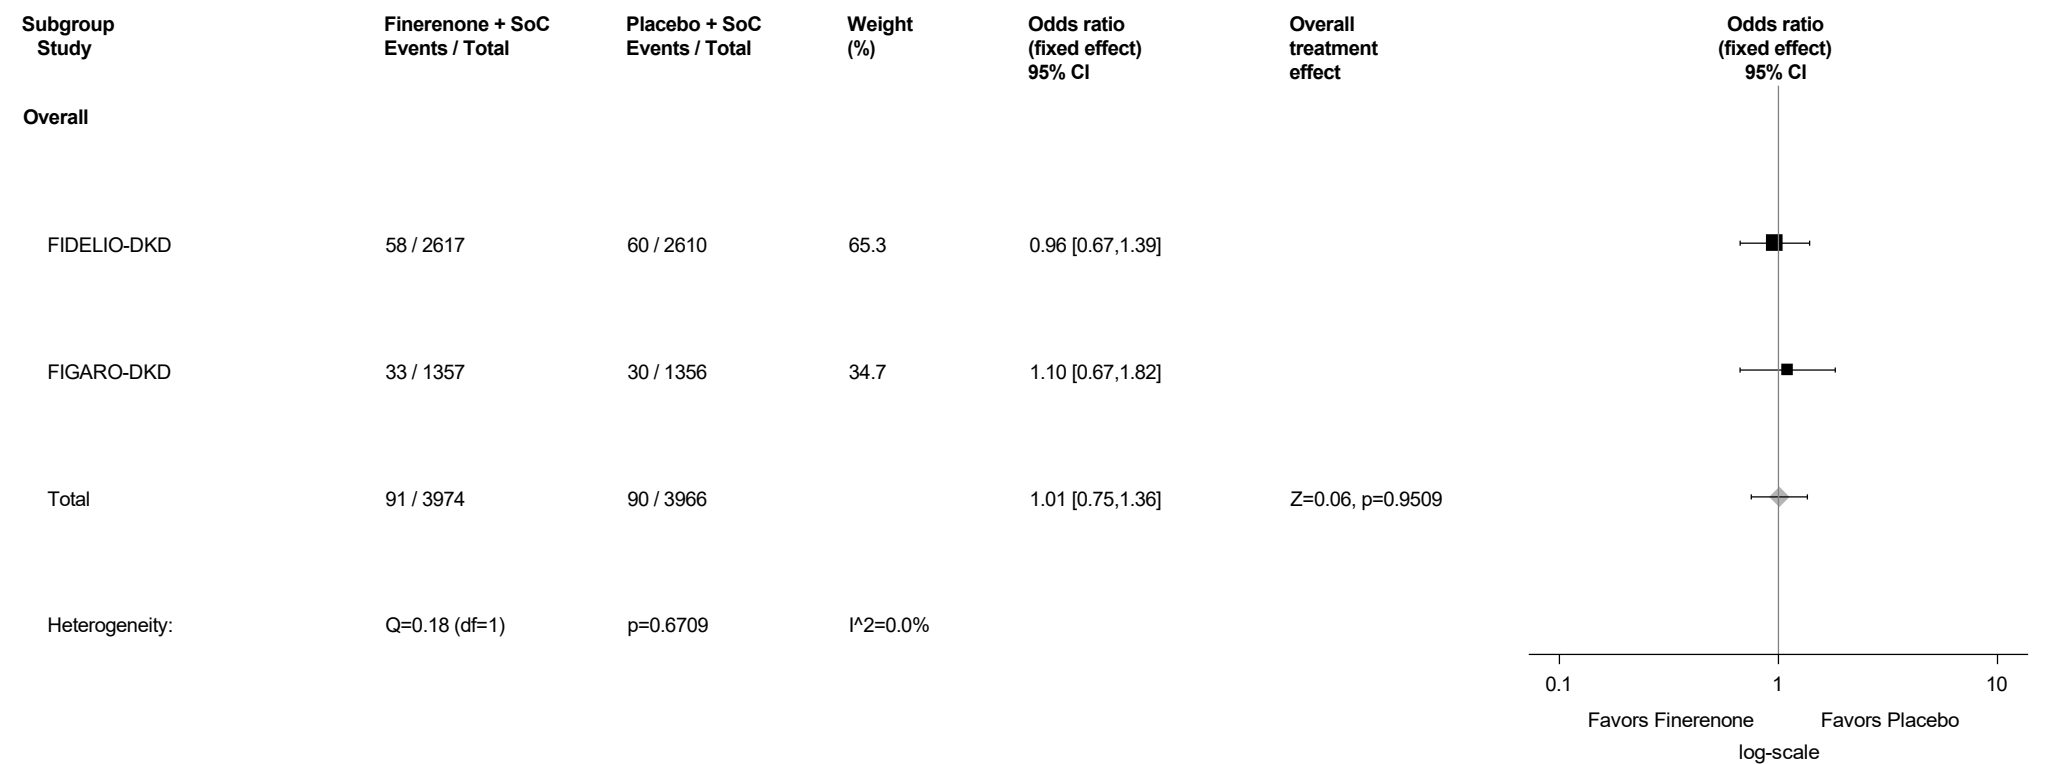 Subgroup Finerenone + SoC Placebo + SoC Weight Odds ratio Overall Odds ratio
Study Events / Total Events / Total (%) (fixed effect) treatment (fixed effect)
95% CI effect 95% CI
Overall
FIDELIO-DKD 58 / 2617 60 / 2610 65.3 0.96 [0.67,1.39]
FIGARO-DKD 33 / 1357 30 / 1356 34.7 1.10 [0.67,1.82]
Total 91 / 3974 90 / 3966 1.01 [0.75,1.36] Z=0.06, p=0.9509
Heterogeneity: Q=0.18 (df=1) p=0.6709 I^2=0.0%
0.1 1 10
Favors Finerenone Favors Placebo
log-scale